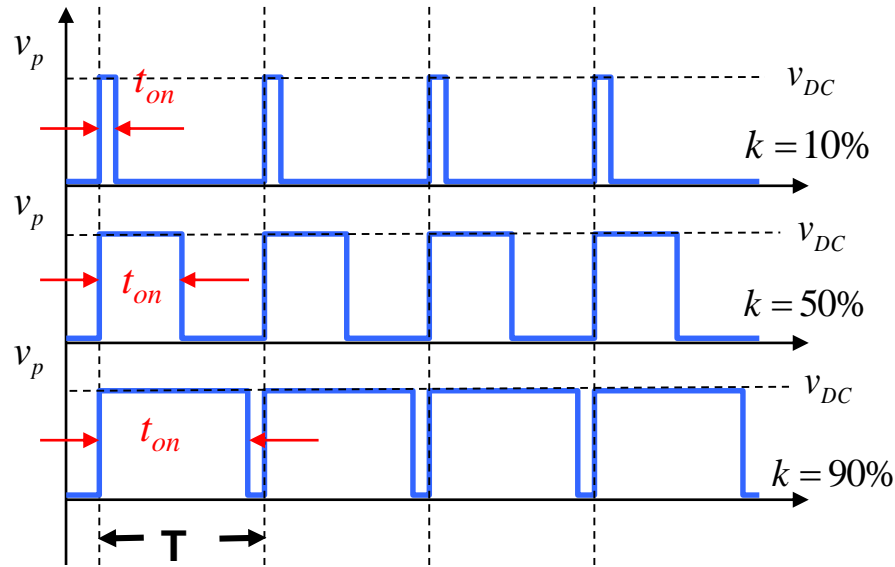 v_p
t_on
v_DC
k = 10%
v_p
t_on
v_DC
k = 50%
v_p
t_on
v_DC
k = 90%
T